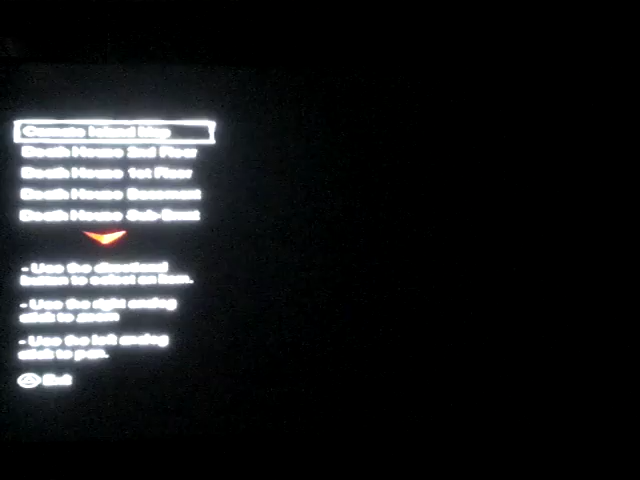 Carnate Island Map
Death House 2nd Floor
Death House 1st Floor
Death House Basement
Death House Sub-Bsmt
- Use the directional
button to select an item.
- Use the right analog
stick to zoom
- Use the left analog
stick to pan.
Exit